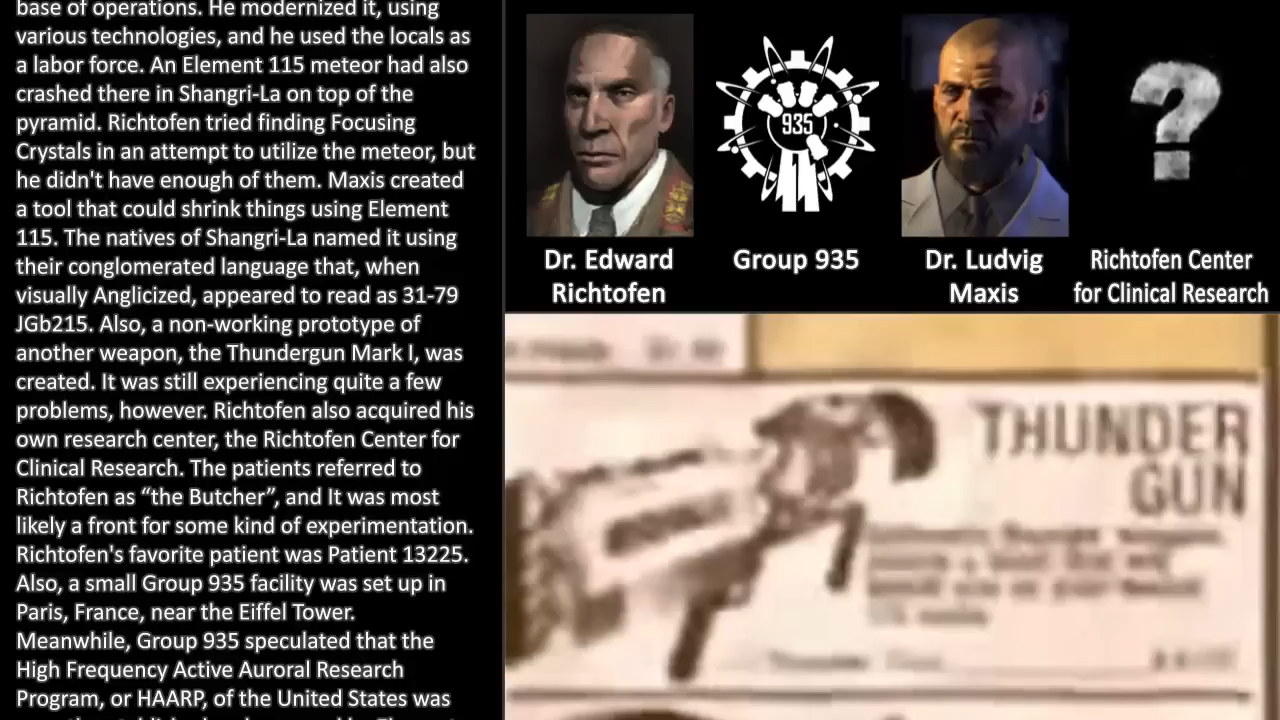 base of operations. He modernized it, using
various technologies, and he used the locals as
a labor force. An Element 115 meteor had also
crashed there in Shangri-La on top of the
pyramid. Richtofen tried finding Focusing
Crystals in an attempt to utilize the meteor, but
he didn't have enough of them. Maxis created
a tool that could shrink things using Element
115. The natives of Shangri-La named it using
their conglomerated language that, when
visually Anglicized, appeared to read as 31-79
JGb215. Also, a non-working prototype of
another weapon, the Thundergun Mark I, was
created. It was still experiencing quite a few
problems, however. Richtofen also acquired his
own research center, the Richtofen Center for
Clinical Research. The patients referred to
Richtofen as “the Butcher”, and It was most
likely a front for some kind of experimentation.
Richtofen's favorite patient was Patient 13225.
Also, a small Group 935 facility was set up in
Paris, France, near the Eiffel Tower.
Meanwhile, Group 935 speculated that the
High Frequency Active Auroral Research
Program, or HAARP, of the United States was
935
?
Dr. Edward
Richtofen
Group 935
Dr. Ludvig
Maxis
Richtofen Center
for Clinical Research
THUNDER
GUN